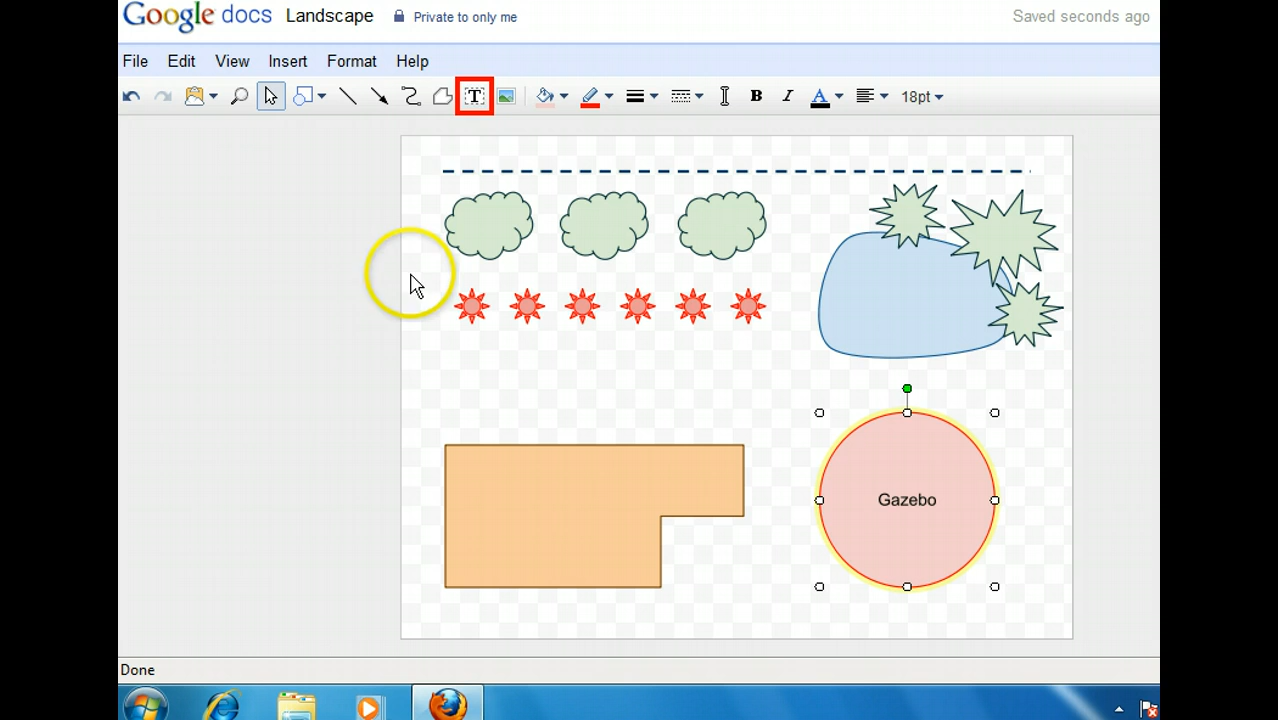 Google docs Landscape Private to only me Saved seconds ago
File Edit View Insert Format Help
T B I A 18pt
Gazebo
Done